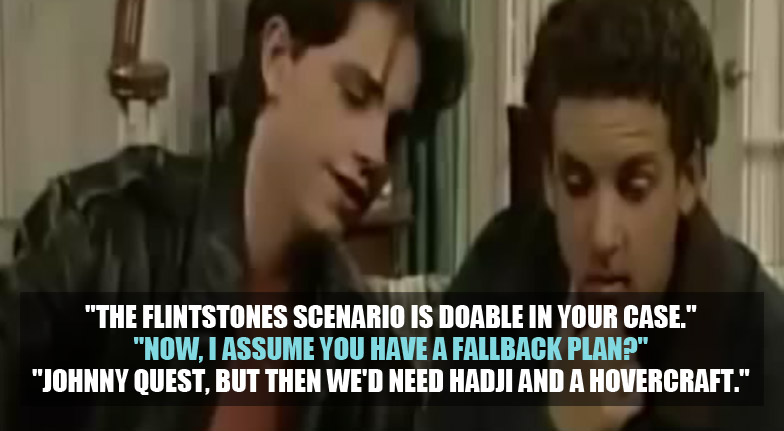 "THE FLINTSTONES SCENARIO IS DOABLE IN YOUR CASE."
"NOW, I ASSUME YOU HAVE A FALLBACK PLAN?"
"JOHNNY QUEST, BUT THEN WE'D NEED HADJI AND A HOVERCRAFT."